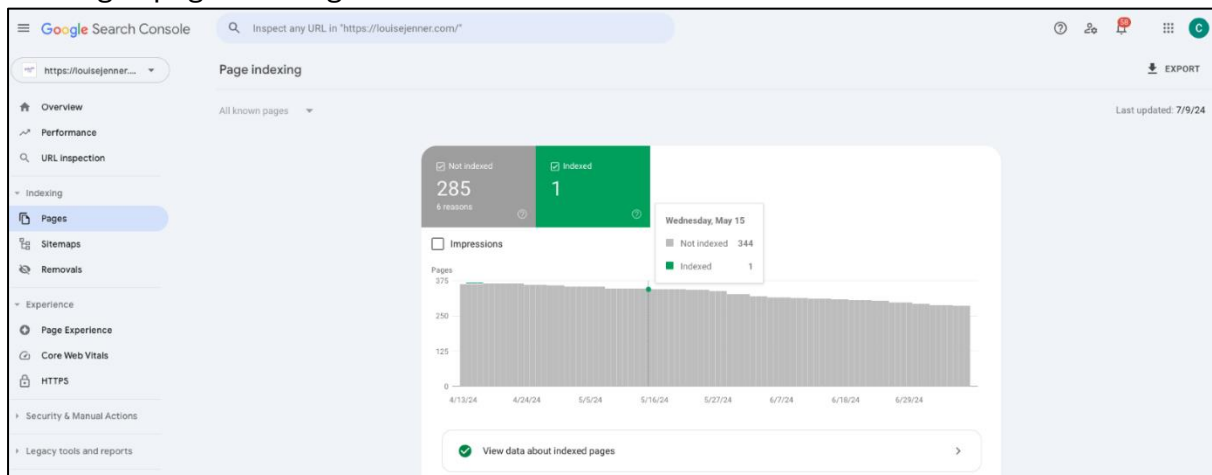 Google Search Console
Inspect any URL in "https://louisejenner.com/"
58
C
https://louisejenner....
Page indexing
EXPORT
Overview
All known pages
Last updated: 7/9/24
Performance
URL inspection
Indexing
Pages
Sitemaps
Removals
Experience
Page Experience
Core Web Vitals
HTTPS
Security & Manual Actions
Legacy tools and reports
Not indexed
285
6 reasons
Indexed
1
Wednesday, May 15
Not indexed 344
Indexed 1
Impressions
Pages
375
250
125
0
4/13/24 4/24/24 5/5/24 5/16/24 5/27/24 6/7/24 6/18/24 6/29/24
View data about indexed pages